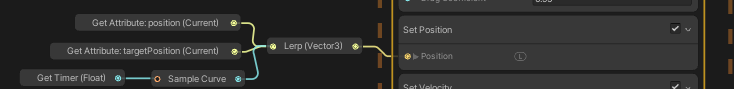 Get Attribute: position (Current)
Get Attribute: targetPosition (Current)
Lerp (Vector3)
Get Timer (Float)
Sample Curve
Set Position
Position
L
Set Velocity